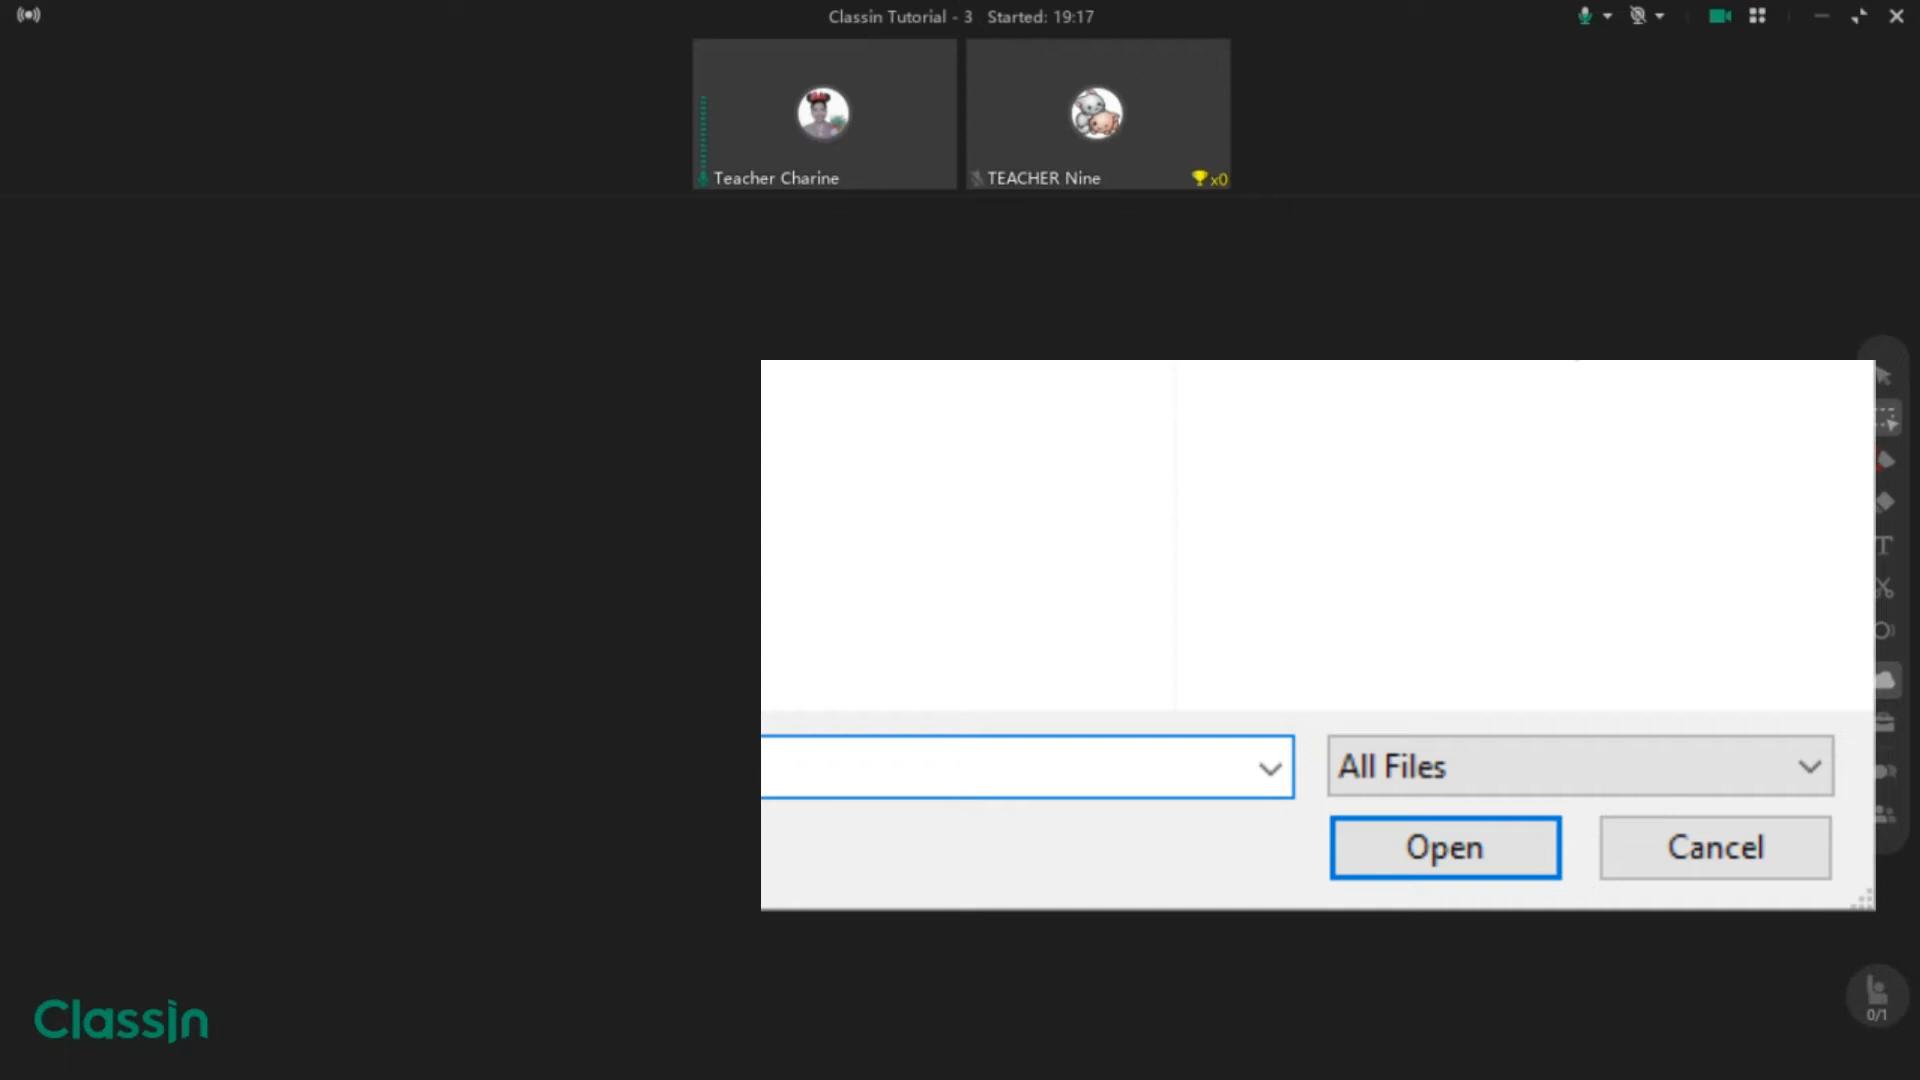 Classin Tutorial - 3 Started: 19:17
Teacher Charine
TEACHER Nine
x0
T
All Files
Open
Cancel
0/1
ClassIn